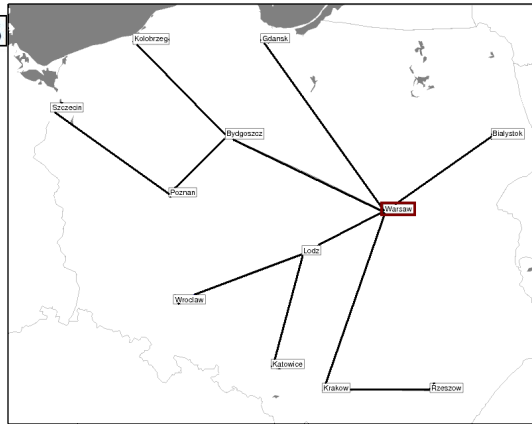 Kolobrzeg
Gdansk
Szczecin
Bydgoszcz
Bialystok
Poznan
Warsaw
Lodz
Wroclaw
Katowice
Krakow
Rzeszow